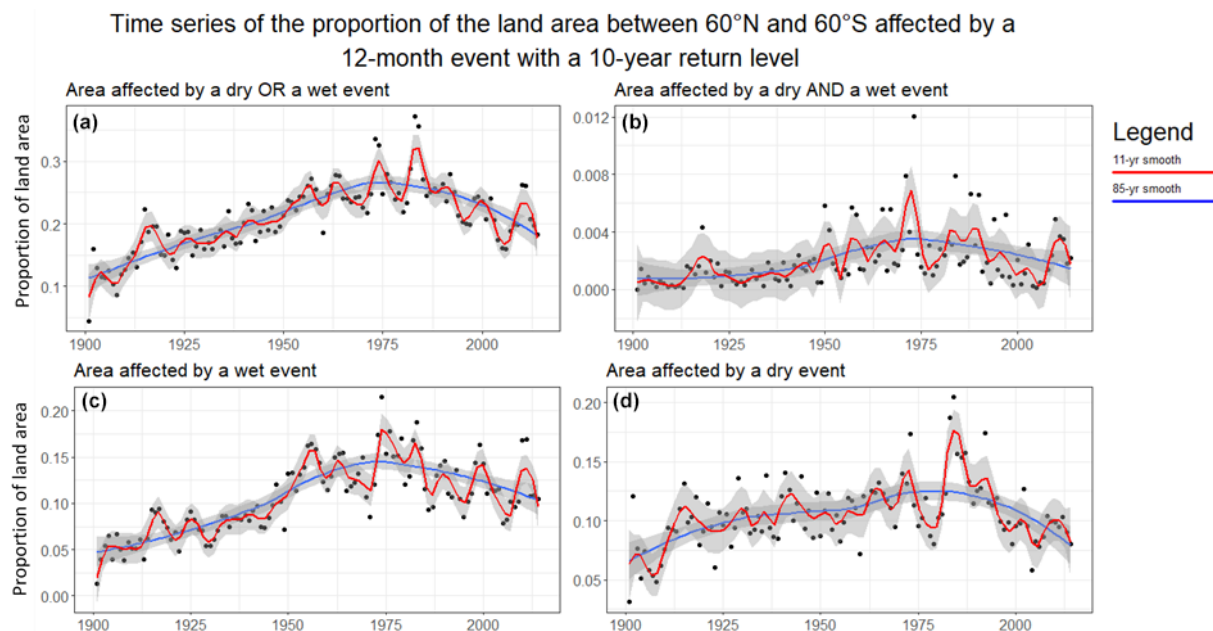 Time series of the proportion of the land area between 60°N and 60°S affected by a
12-month event with a 10-year return level
Area affected by a dry OR a wet event
(a)
Proportion of land area
0.3
0.2
0.1
1900 1925 1950 1975 2000
Area affected by a dry AND a wet event
(b)
0.012
0.008
0.004
0.000
1900 1925 1950 1975 2000
Legend
11-yr smooth
85-yr smooth
Area affected by a wet event
(c)
Proportion of land area
0.20
0.15
0.10
0.05
0.00
1900 1925 1950 1975 2000
Area affected by a dry event
(d)
0.20
0.15
0.10
0.05
1900 1925 1950 1975 2000